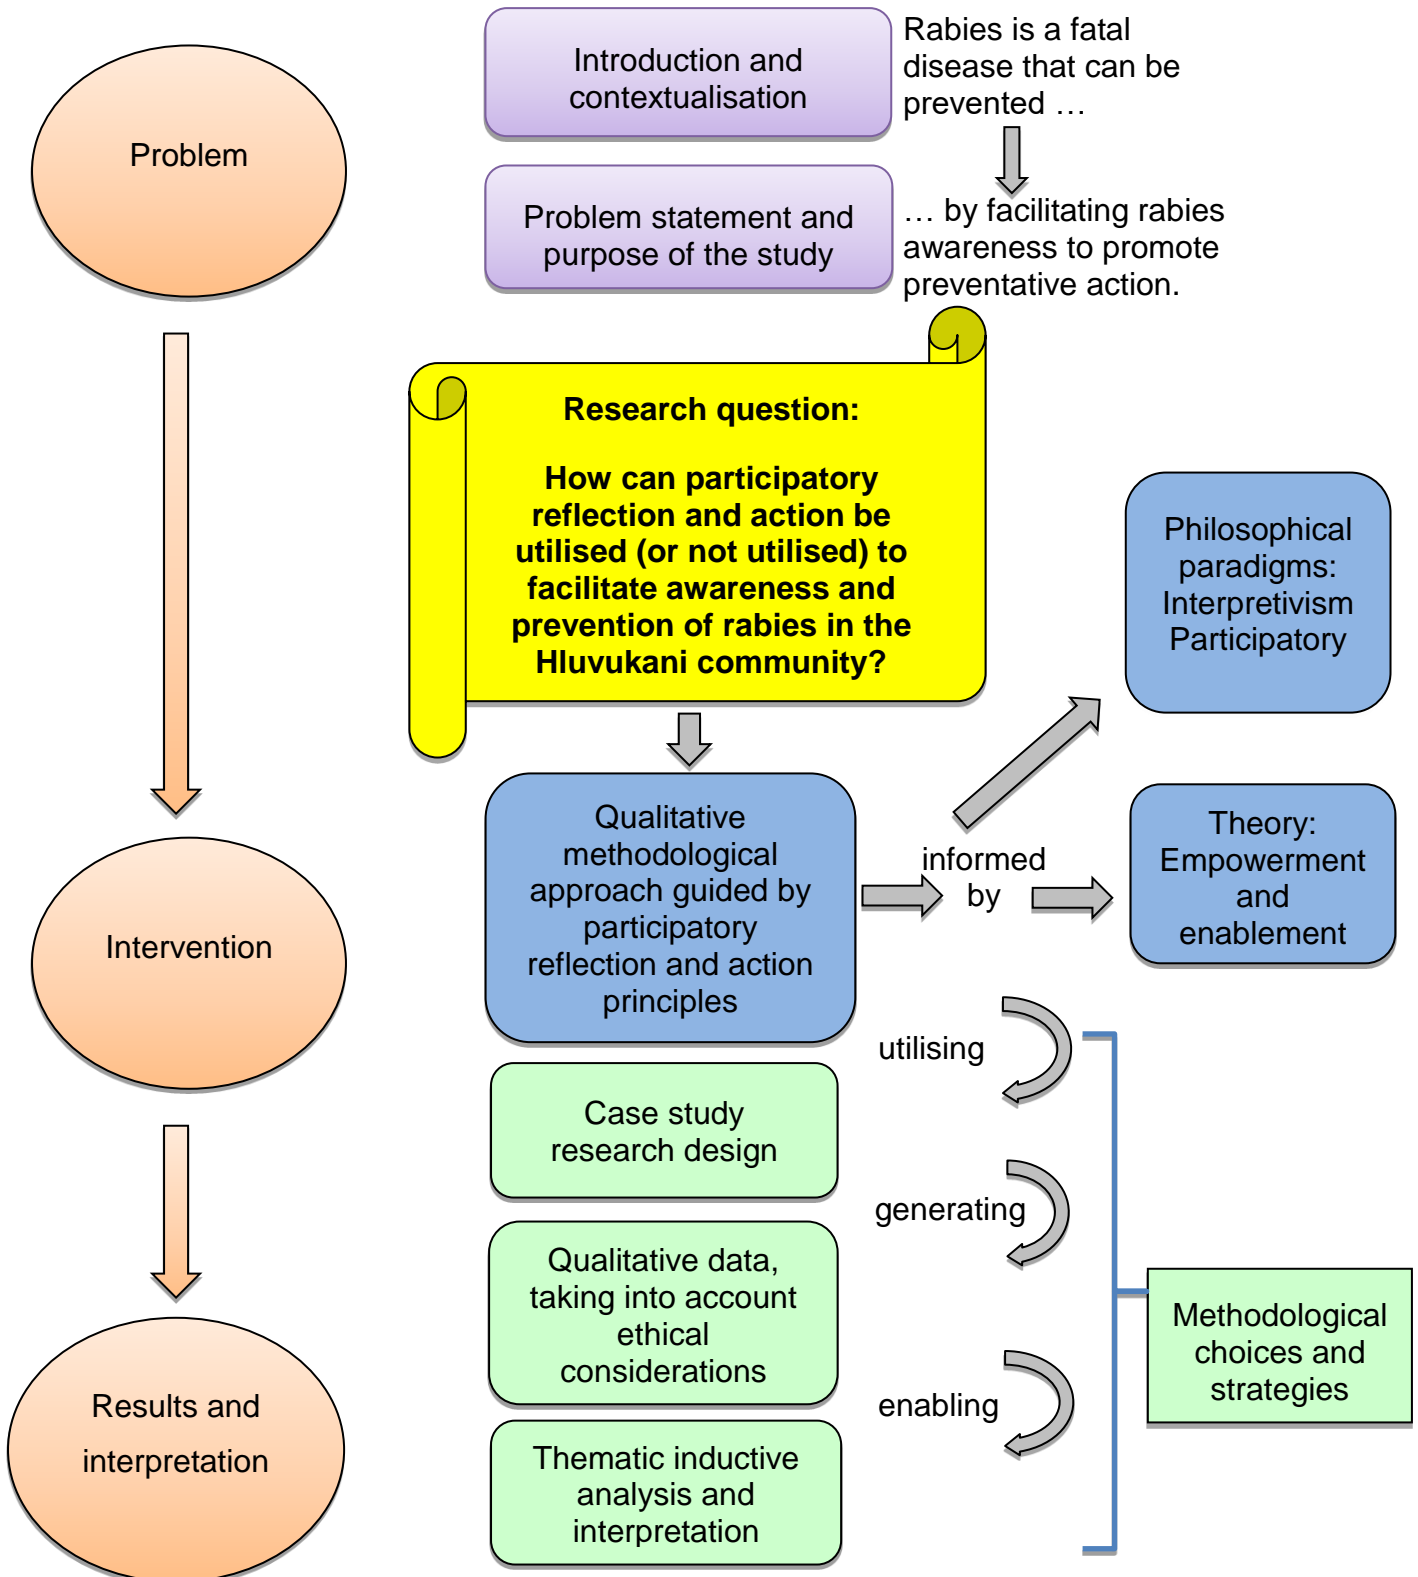 Problem
Introduction and
contextualisation
Rabies is a fatal
disease that can be
prevented …
Problem statement and
purpose of the study
… by facilitating rabies
awareness to promote
preventative action.
Research question:
How can participatory
reflection and action be
utilised (or not utilised) to
facilitate awareness and
prevention of rabies in the
Hluvukani community?
Philosophical
paradigms:
Interpretivism
Participatory
Intervention
Qualitative
methodological
approach guided by
participatory
reflection and action
principles
informed
by
Theory:
Empowerment
and
enablement
utilising
Case study
research design
generating
Qualitative data,
taking into account
ethical
considerations
Methodological
choices and
strategies
Results and
interpretation
enabling
Thematic inductive
analysis and
interpretation